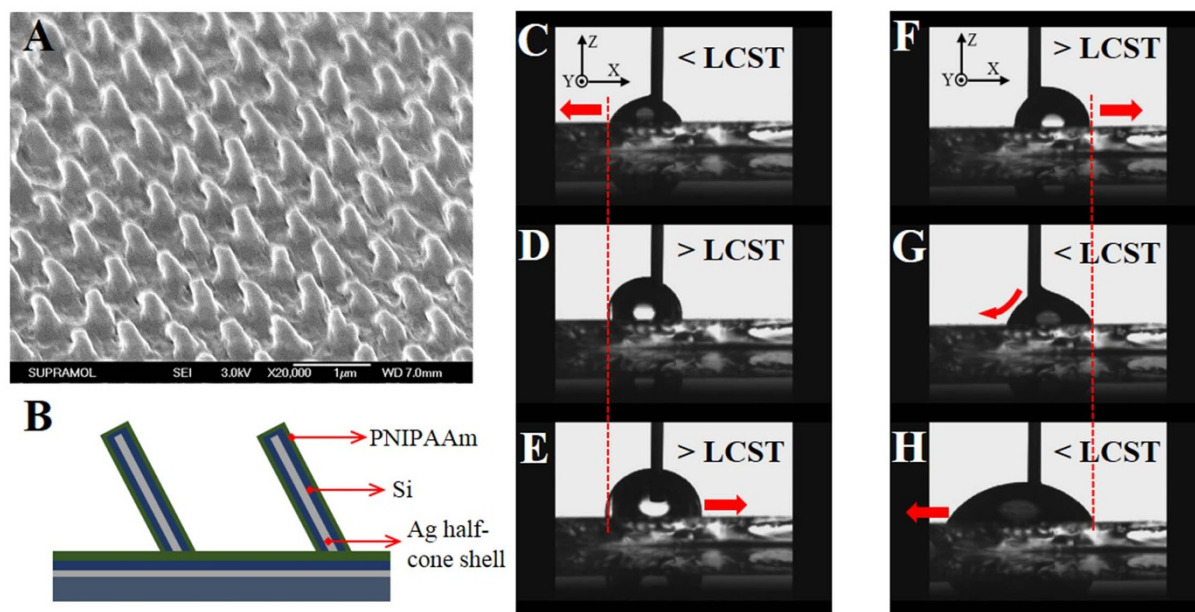 A
SUPRAMOL SEI 3.0kV X20,000 1μm WD 7.0mm
B
PNIPAAm
Si
Ag half-
cone shell
C
Z
Y
X
< LCST
D
> LCST
E
> LCST
F
Z
Y
X
> LCST
G
< LCST
H
< LCST